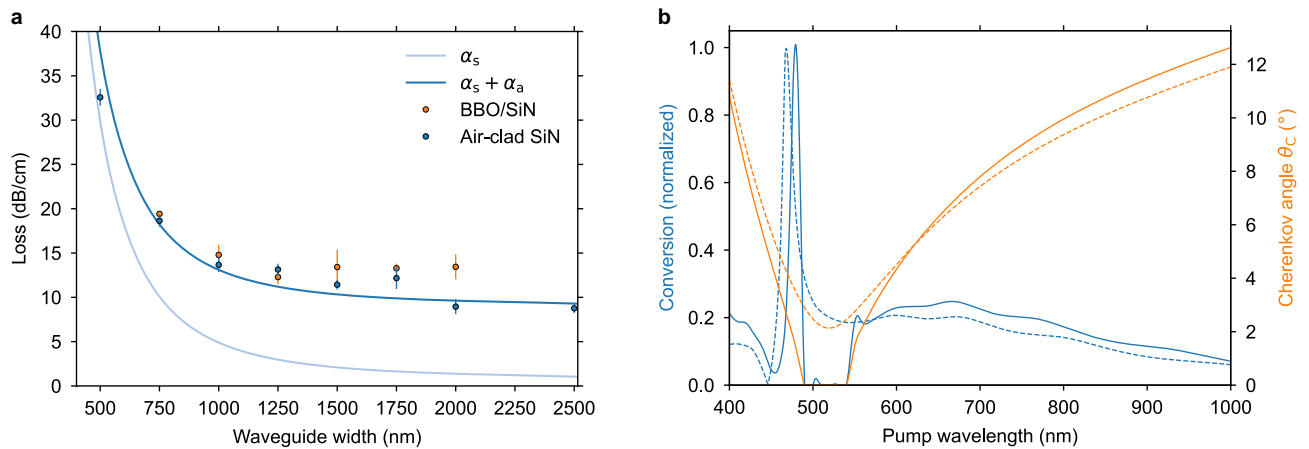 a
40
35
30
25
20
15
10
5
0
Loss (dB/cm)
αs
αs + αa
BBO/SiN
Air-clad SiN
500 750 1000 1250 1500 1750 2000 2500
Waveguide width (nm)
b
1.0
0.8
0.6
0.4
0.2
0.0
Conversion (normalized)
12
10
8
6
4
2
0
Cherenkov angle θC (°)
400 500 600 700 800 900 1000
Pump wavelength (nm)